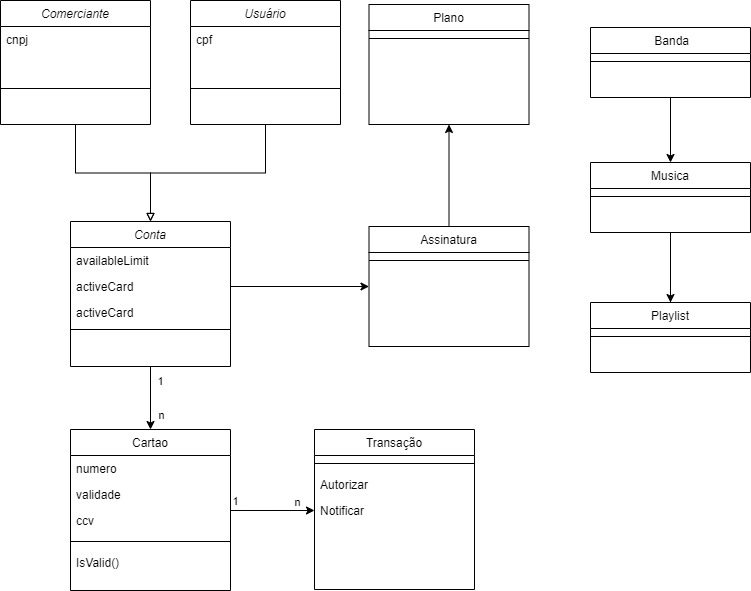 Comerciante
cnpj
Usuário
cpf
Plano
Banda
Musica
Playlist
Conta
availableLimit
activeCard
activeCard
Assinatura
1
n
Cartao
numero
validade
ccv
IsValid()
1
n
Transação
Autorizar
Notificar